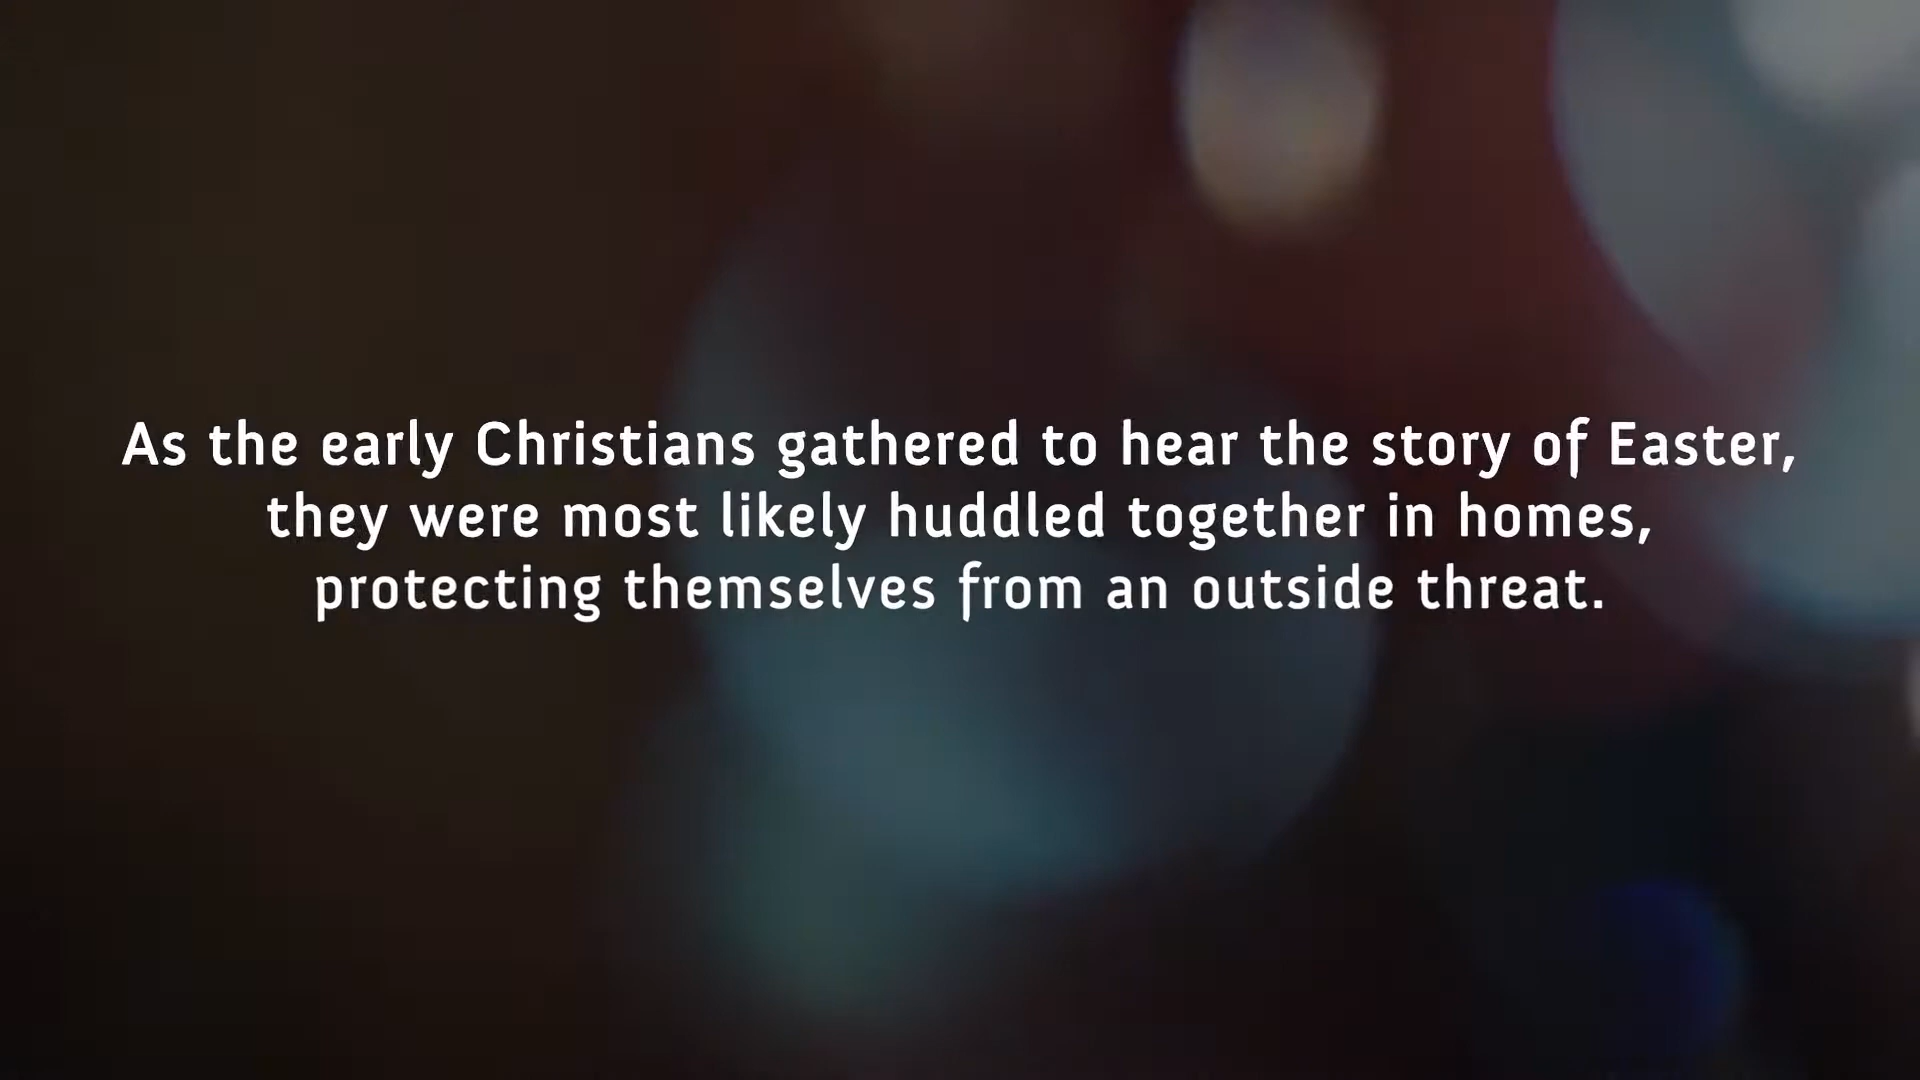 As the early Christians gathered to hear the story of Easter,
they were most likely huddled together in homes,
protecting themselves from an outside threat.